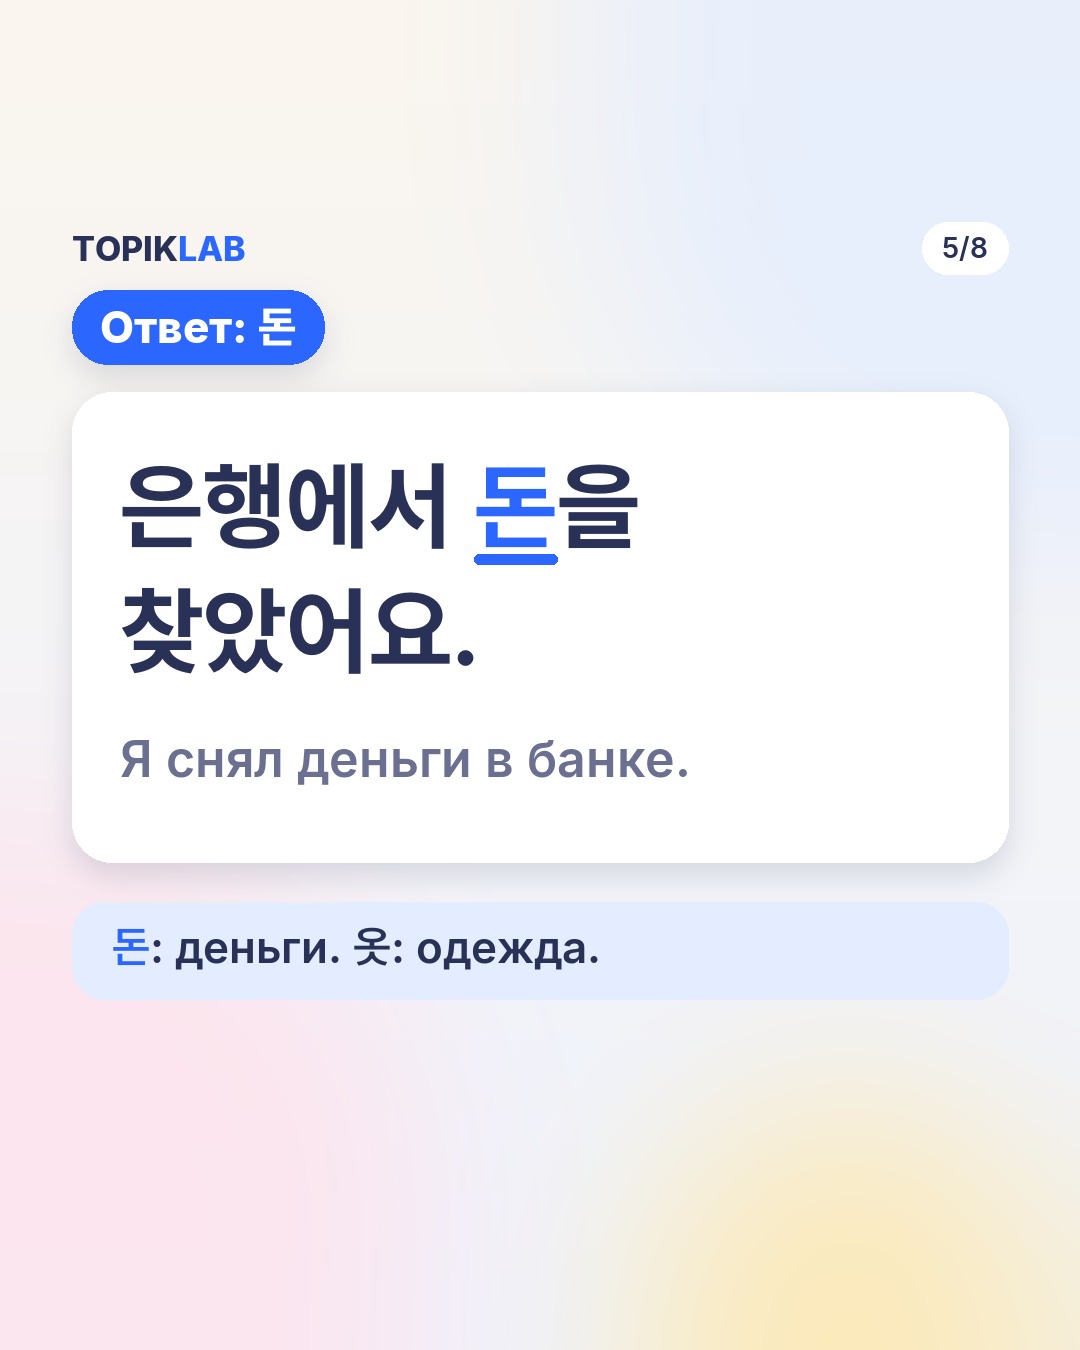 TOPIKLAB
5/8
Ответ: 돈
은행에서 돈을
찾았어요.
Я снял деньги в банке.
돈: деньги. 옷: одежда.